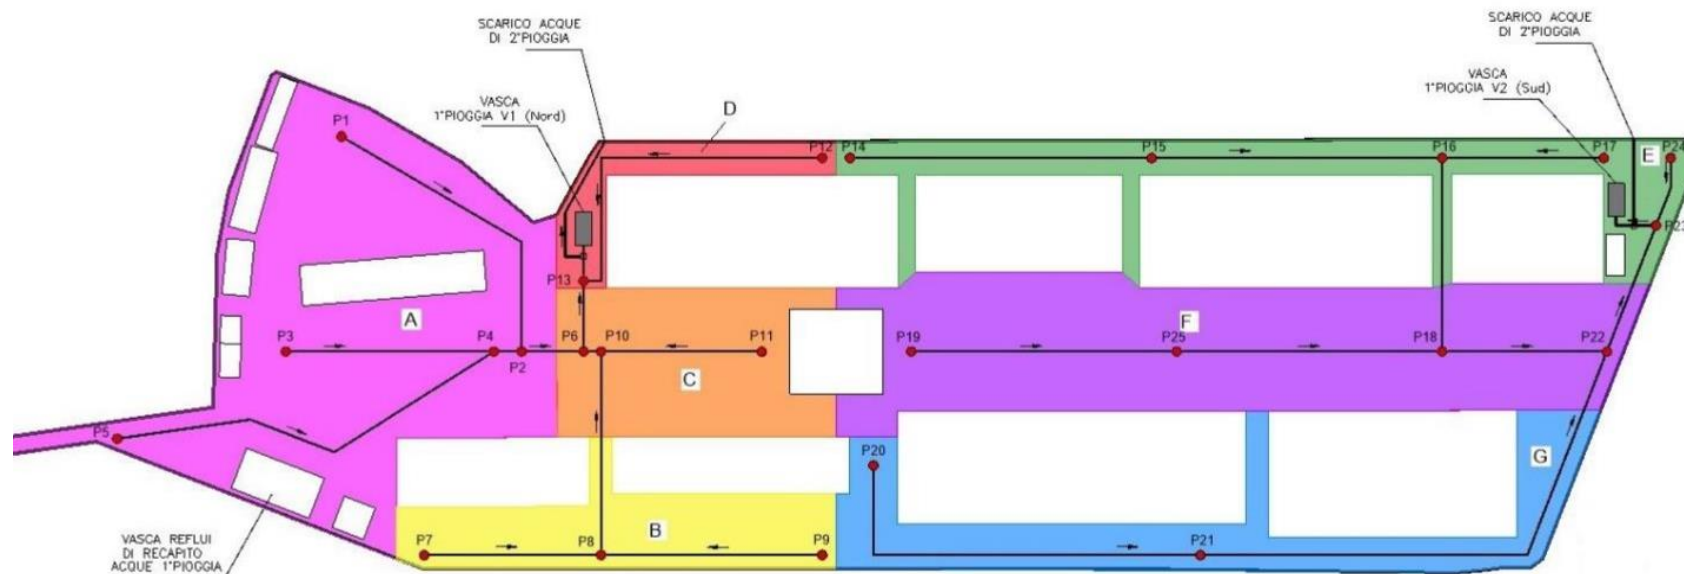 SCARICO ACQUE
DI 2°PIOGGIA
SCARICO ACQUE
DI 2°PIOGGIA
VASCA
1°PIOGGIA V1 (Nord)
D
VASCA
1°PIOGGIA V2 (Sud)
P1
P12
P14
P15
P16
P17
E
P24
P23
P13
A
P3
P4
P2
P6
P10
P11
C
P19
F
P25
P18
P22
P5
P20
G
B
P7
P8
P9
P21
VASCA REFLUI
DI RECAPITO
ACQUE 1°PIOGGIA